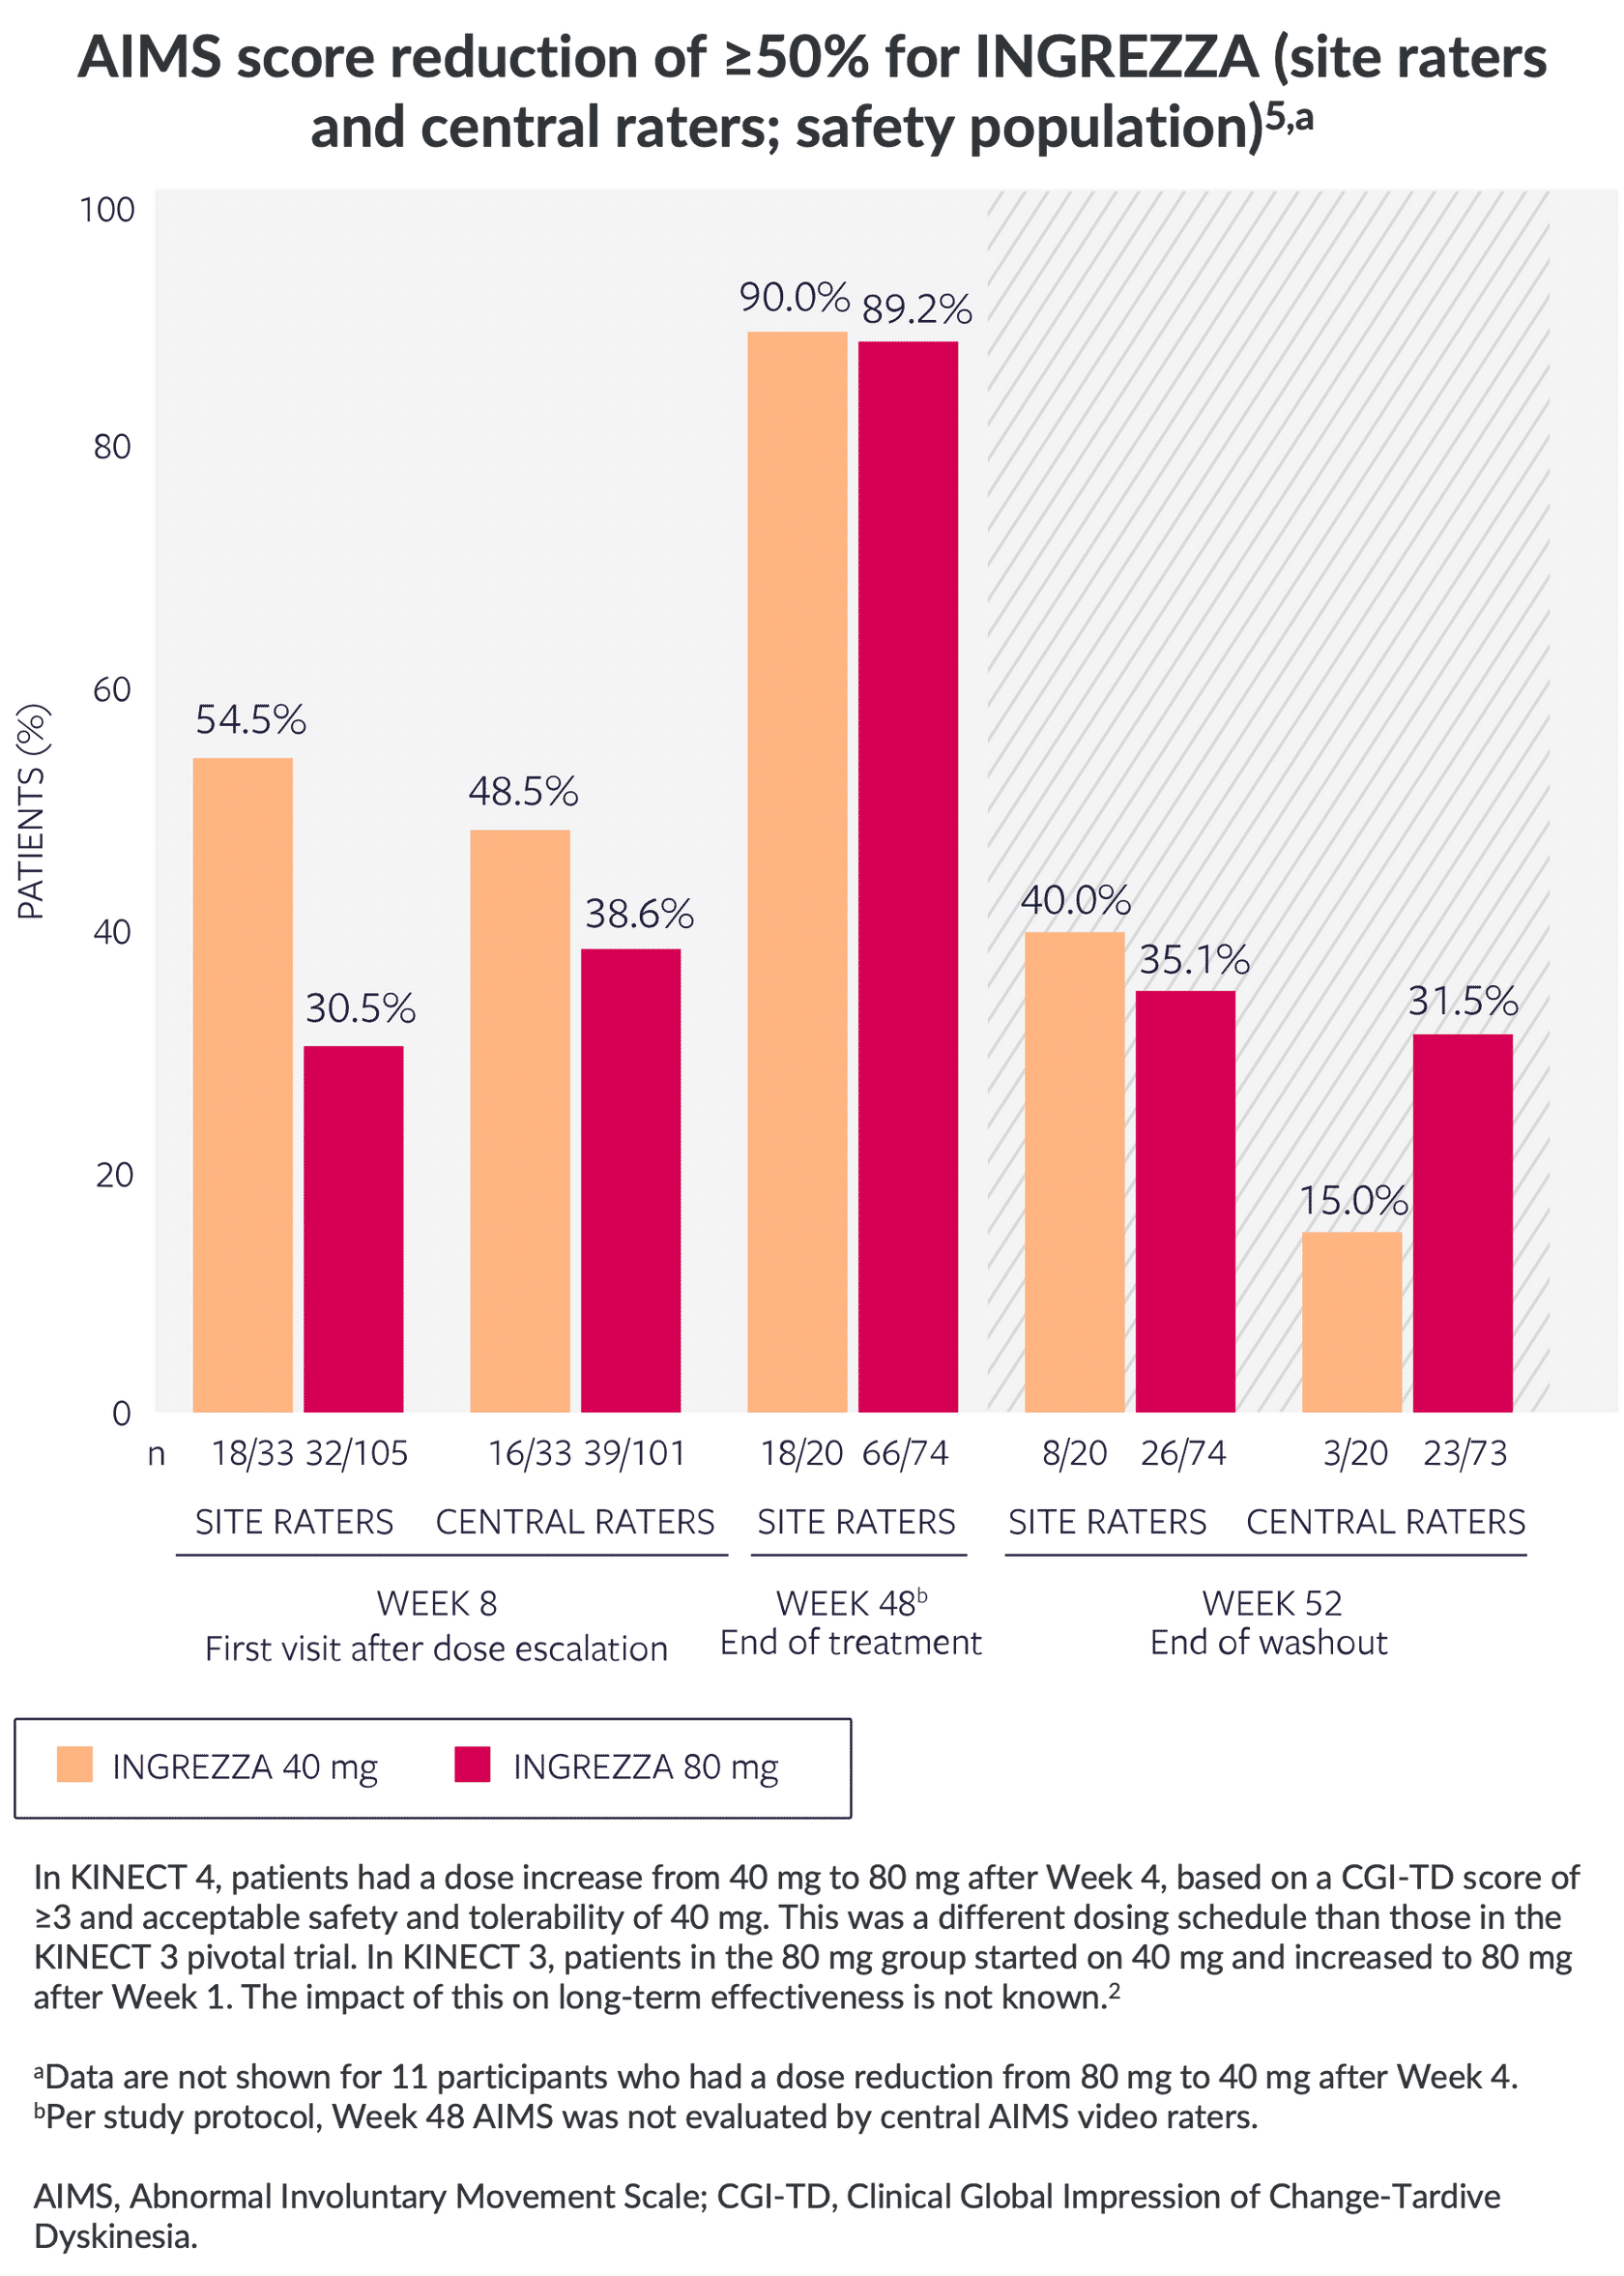 AIMS score reduction of ≥50% for INGREZZA (site raters
and central raters; safety population)5,a
100
80
60
40
20
0
PATIENTS (%)
54.5%
30.5%
48.5%
38.6%
90.0%
89.2%
40.0%
35.1%
15.0%
31.5%
n 18/33 32/105 16/33 39/101 18/20 66/74 8/20 26/74 3/20 23/73
SITE RATERS CENTRAL RATERS SITE RATERS SITE RATERS CENTRAL RATERS
WEEK 8 WEEK 48b WEEK 52
First visit after dose escalation End of treatment End of washout
INGREZZA 40 mg INGREZZA 80 mg
In KINECT 4, patients had a dose increase from 40 mg to 80 mg after Week 4, based on a CGI-TD score of
≥3 and acceptable safety and tolerability of 40 mg. This was a different dosing schedule than those in the
KINECT 3 pivotal trial. In KINECT 3, patients in the 80 mg group started on 40 mg and increased to 80 mg
after Week 1. The impact of this on long-term effectiveness is not known.2
aData are not shown for 11 participants who had a dose reduction from 80 mg to 40 mg after Week 4.
bPer study protocol, Week 48 AIMS was not evaluated by central AIMS video raters.
AIMS, Abnormal Involuntary Movement Scale; CGI-TD, Clinical Global Impression of Change-Tardive
Dyskinesia.